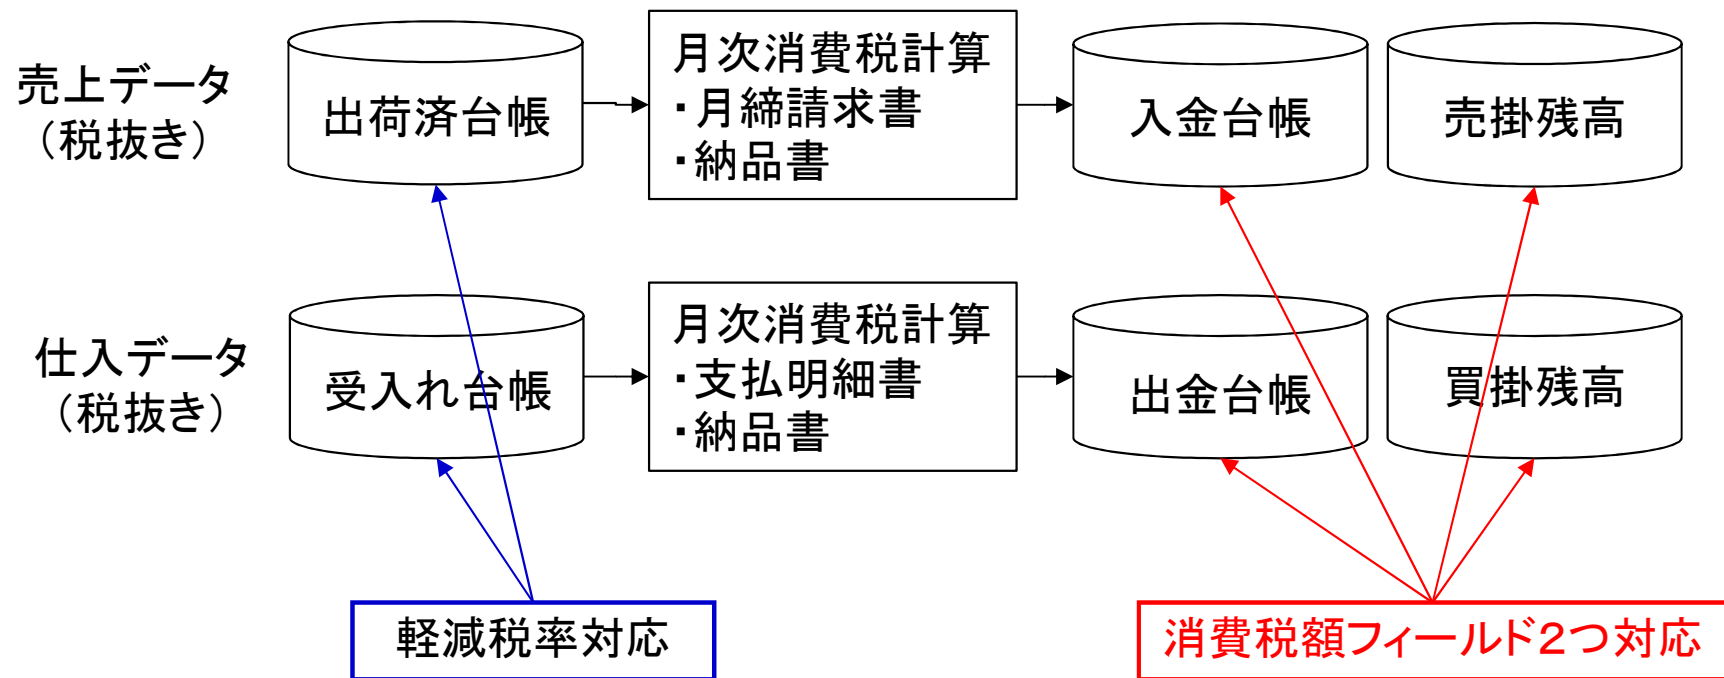 売上データ
（税抜き）
出荷済台帳
月次消費税計算
・月締請求書
・納品書
入金台帳
売掛残高
仕入データ
（税抜き）
受入れ台帳
月次消費税計算
・支払明細書
・納品書
出金台帳
買掛残高
軽減税率対応
消費税額フィールド２つ対応